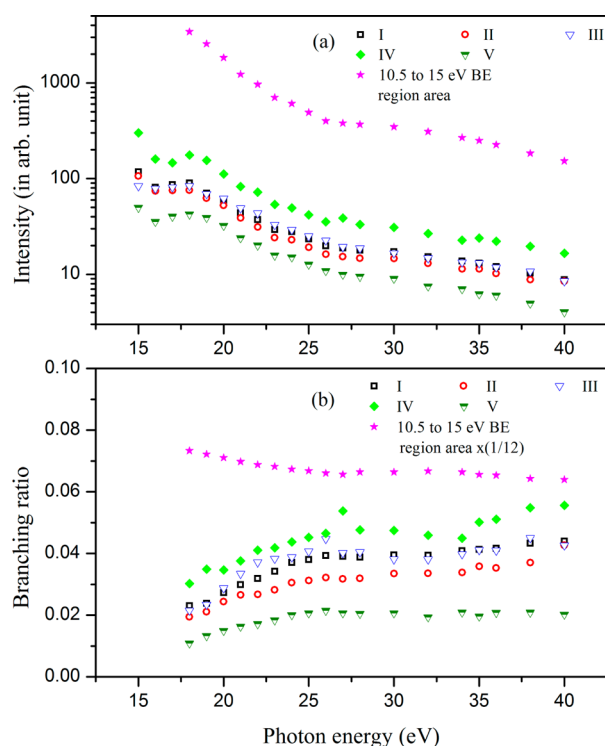 (a)
I II III
IV V
10.5 to 15 eV BE
region area
1000
100
10
Intensity (in arb. unit)
15 20 25 30 35 40
(b)
I II III
IV V
10.5 to 15 eV BE
region area x(1/12)
0.10
0.08
0.06
0.04
0.02
0.00
Branching ratio
15 20 25 30 35 40
Photon energy (eV)